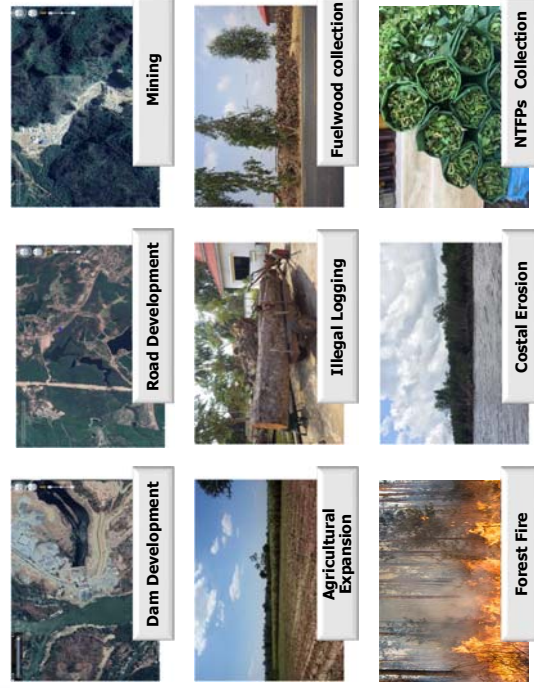 Dam Development
Road Development
Mining
Agricultural
Expansion
Illegal Logging
Fuelwood collection
Forest Fire
Costal Erosion
NTFPs Collection